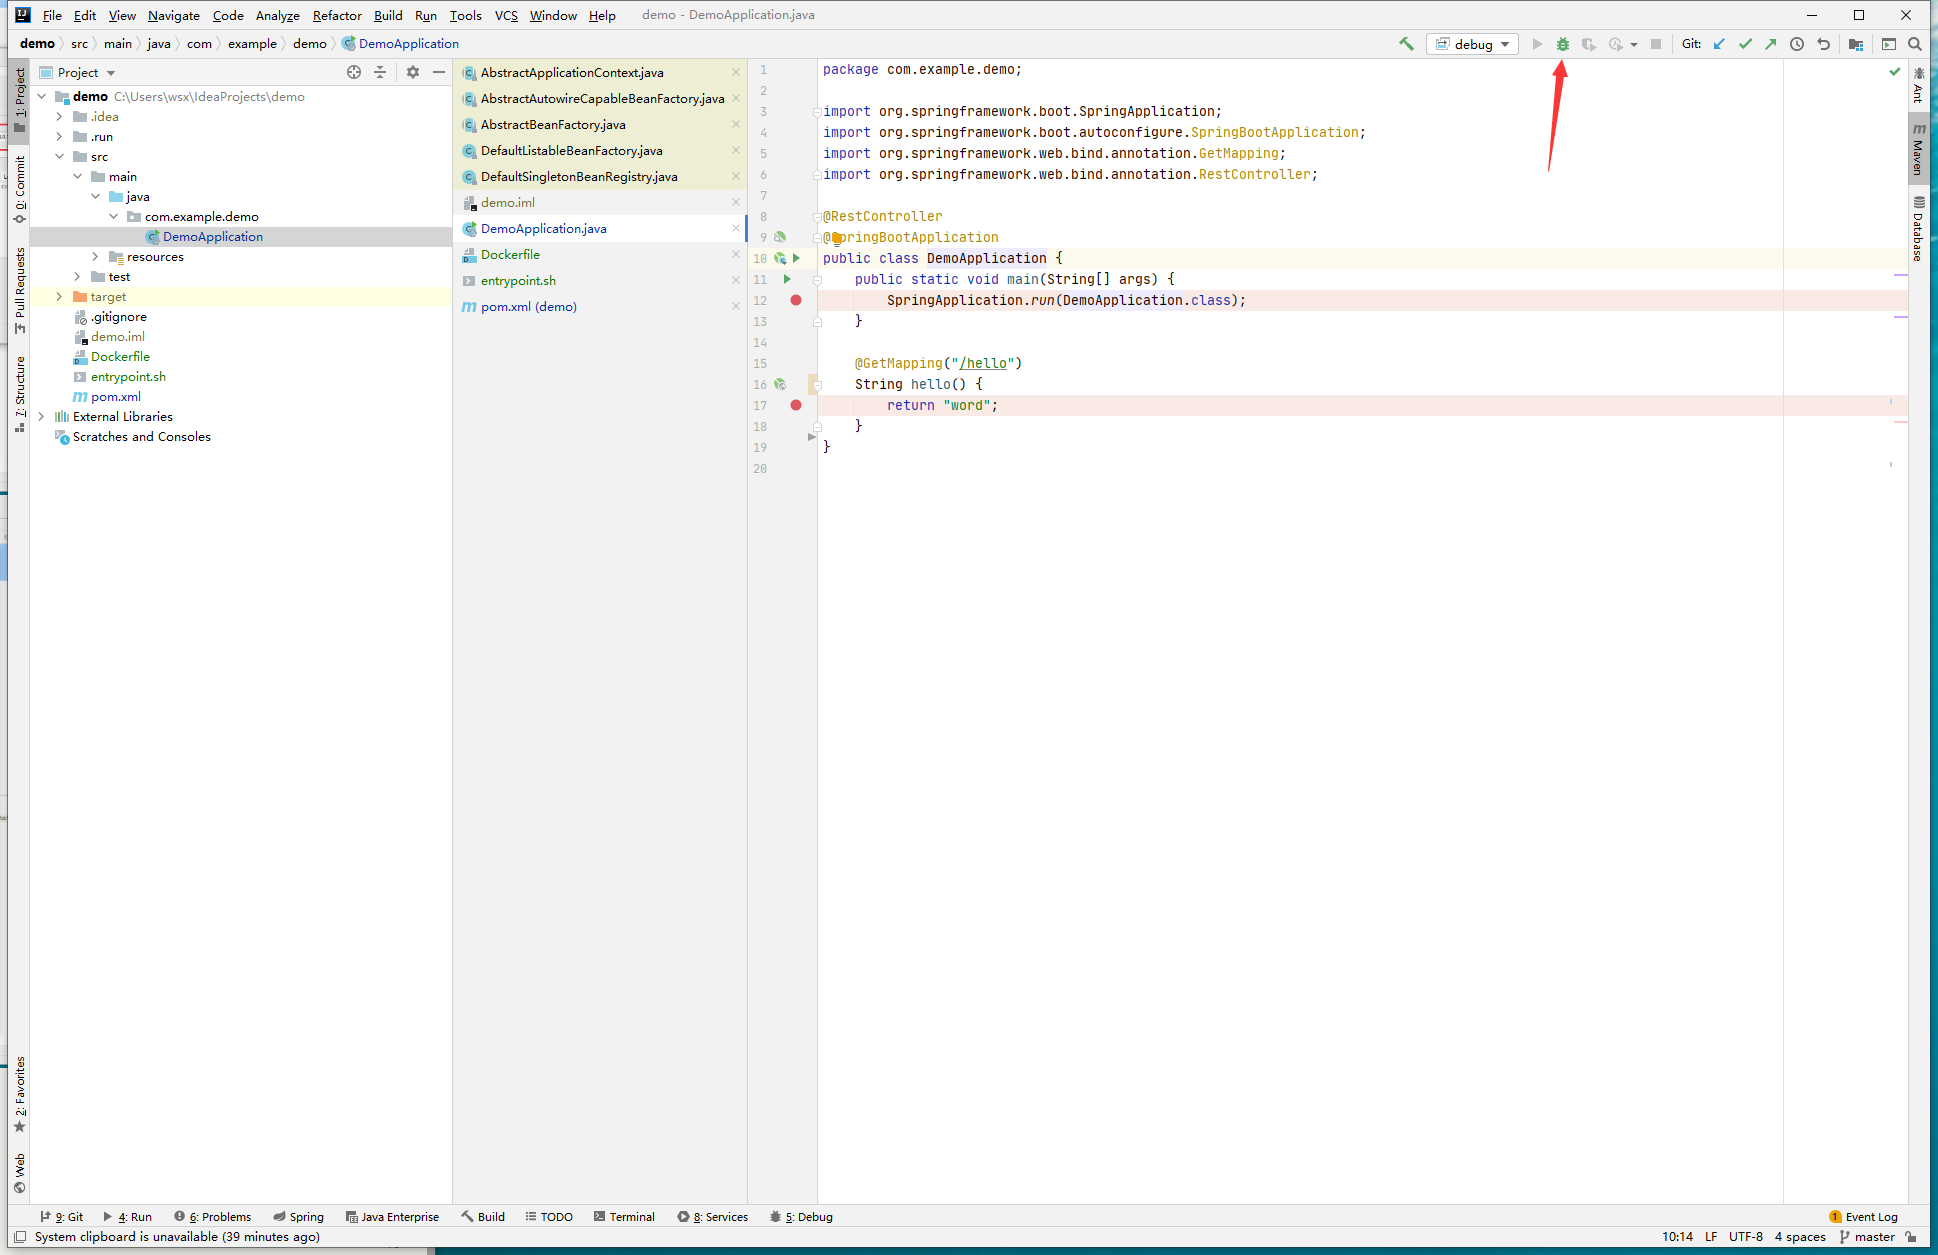 File Edit View Navigate Code Analyze Refactor Build Run Tools VCS Window Help demo - DemoApplication.java
demo src main java com example demo DemoApplication debug Git:
Project
demo C:\Users\wsx\IdeaProjects\demo
.idea
.run
src
main
java
com.example.demo
DemoApplication
resources
test
target
.gitignore
demo.iml
Dockerfile
entrypoint.sh
pom.xml
External Libraries
Scratches and Consoles
1: Project
0: Commit
Pull Requests
7: Structure
2: Favorites
Web
AbstractApplicationContext.java
AbstractAutowireCapableBeanFactory.java
AbstractBeanFactory.java
DefaultListableBeanFactory.java
DefaultSingletonBeanRegistry.java
demo.iml
DemoApplication.java
Dockerfile
entrypoint.sh
pom.xml (demo)
1 package com.example.demo;
2
3 import org.springframework.boot.SpringApplication;
4 import org.springframework.boot.autoconfigure.SpringBootApplication;
5 import org.springframework.web.bind.annotation.GetMapping;
6 import org.springframework.web.bind.annotation.RestController;
7
8 @RestController
9 @SpringBootApplication
10 public class DemoApplication {
11 public static void main(String[] args) {
12 SpringApplication.run(DemoApplication.class);
13 }
14
15 @GetMapping("/hello")
16 String hello() {
17 return "word";
18 }
19 }
20
Ant
Maven
Database
9: Git 4: Run 6: Problems Spring Java Enterprise Build TODO Terminal 8: Services 5: Debug 1 Event Log
System clipboard is unavailable (39 minutes ago) 10:14 LF UTF-8 4 spaces master